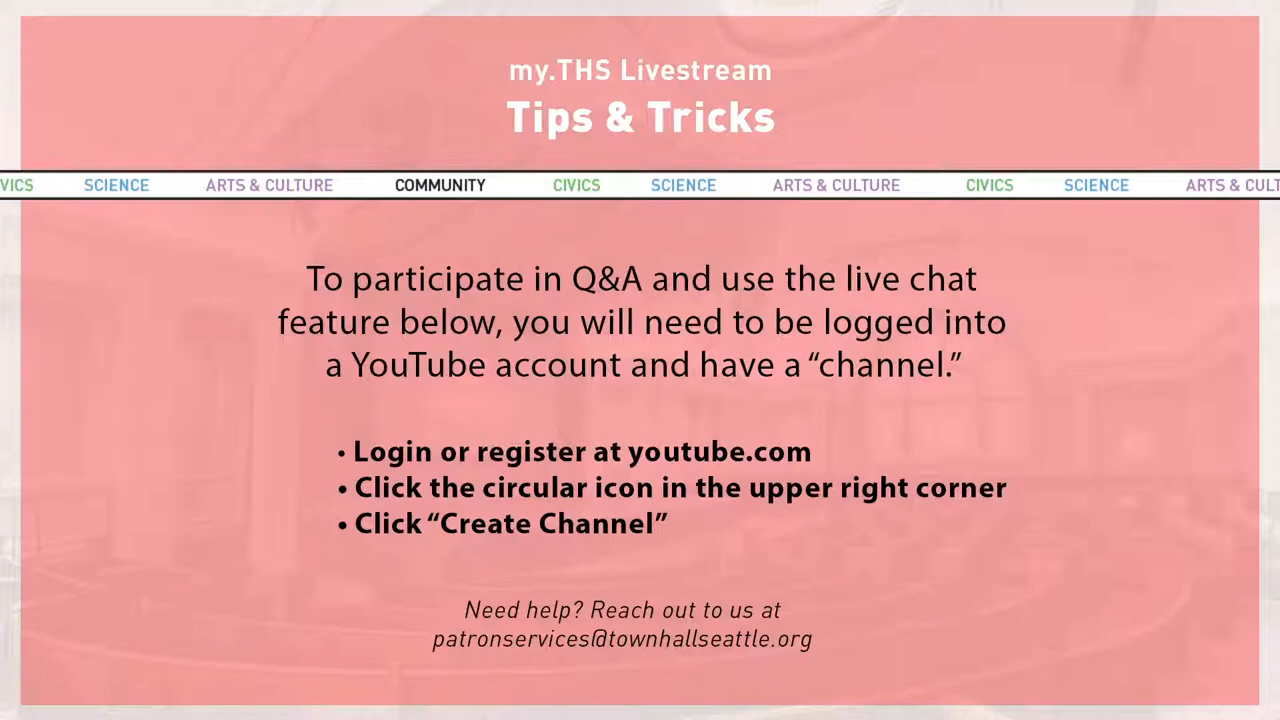 my.THS Livestream
Tips & Tricks
VICS SCIENCE ARTS & CULTURE COMMUNITY CIVICS SCIENCE ARTS & CULTURE CIVICS SCIENCE ARTS & CULT
To participate in Q&A and use the live chat
feature below, you will need to be logged into
a YouTube account and have a “channel.”
• Login or register at youtube.com
• Click the circular icon in the upper right corner
• Click “Create Channel”
Need help? Reach out to us at
patronservices@townhallseattle.org